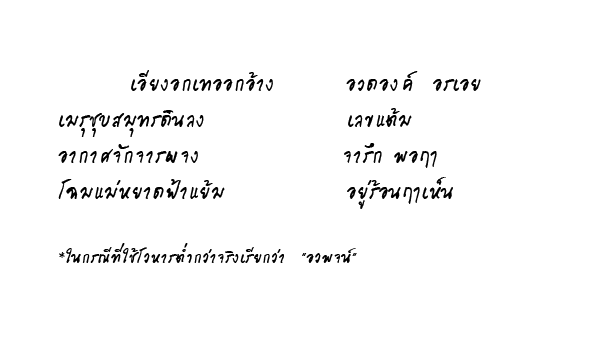 เอียงอกเทออกอ้าง อวดองค์ อรเอย
เมรุชุบสมุทรดินลง เลขแต้ม
อากาศจักจารผจง จารึก พอฤา
โฉมแม่หยาดฟ้าแย้ม อยู่ร้อนฤาเห็น
*ในกรณีที่ใช้โวหารต่ำกว่าจริงเรียกว่า "อวพจน์"